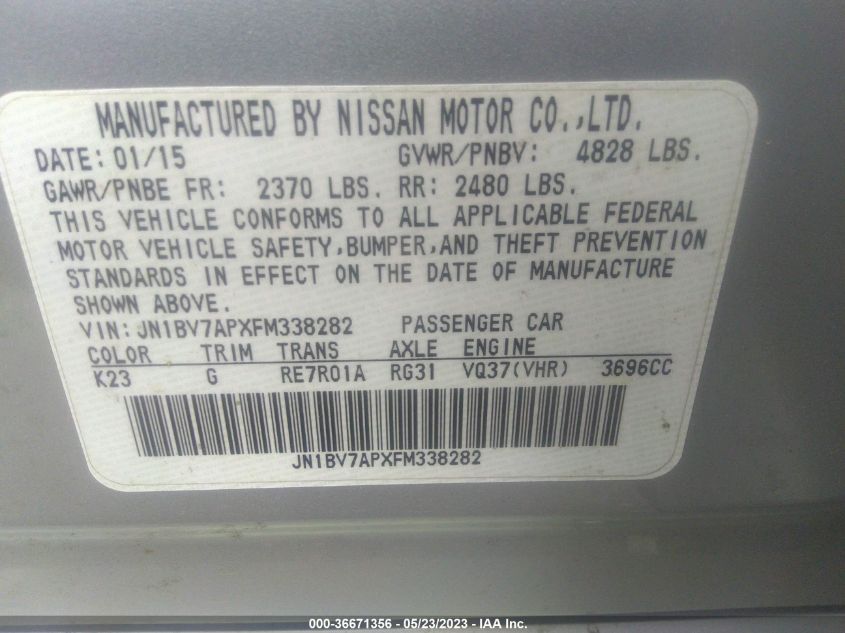 MANUFACTURED BY NISSAN MOTOR CO.,LTD.
DATE: 01/15 GVWR/PNBV: 4828 LBS.
GAWR/PNBE FR: 2370 LBS. RR: 2480 LBS.
THIS VEHICLE CONFORMS TO ALL APPLICABLE FEDERAL
MOTOR VEHICLE SAFETY,BUMPER,AND THEFT PREVENTION
STANDARDS IN EFFECT ON THE DATE OF MANUFACTURE
SHOWN ABOVE.
VIN: JN1BV7APXFM338282 PASSENGER CAR
COLOR TRIM TRANS AXLE ENGINE
K23 G RE7R01A RG31 VQ37(VHR) 3696CC
JN1BV7APXFM338282
000-36671356 - 05/23/2023 - IAA Inc.